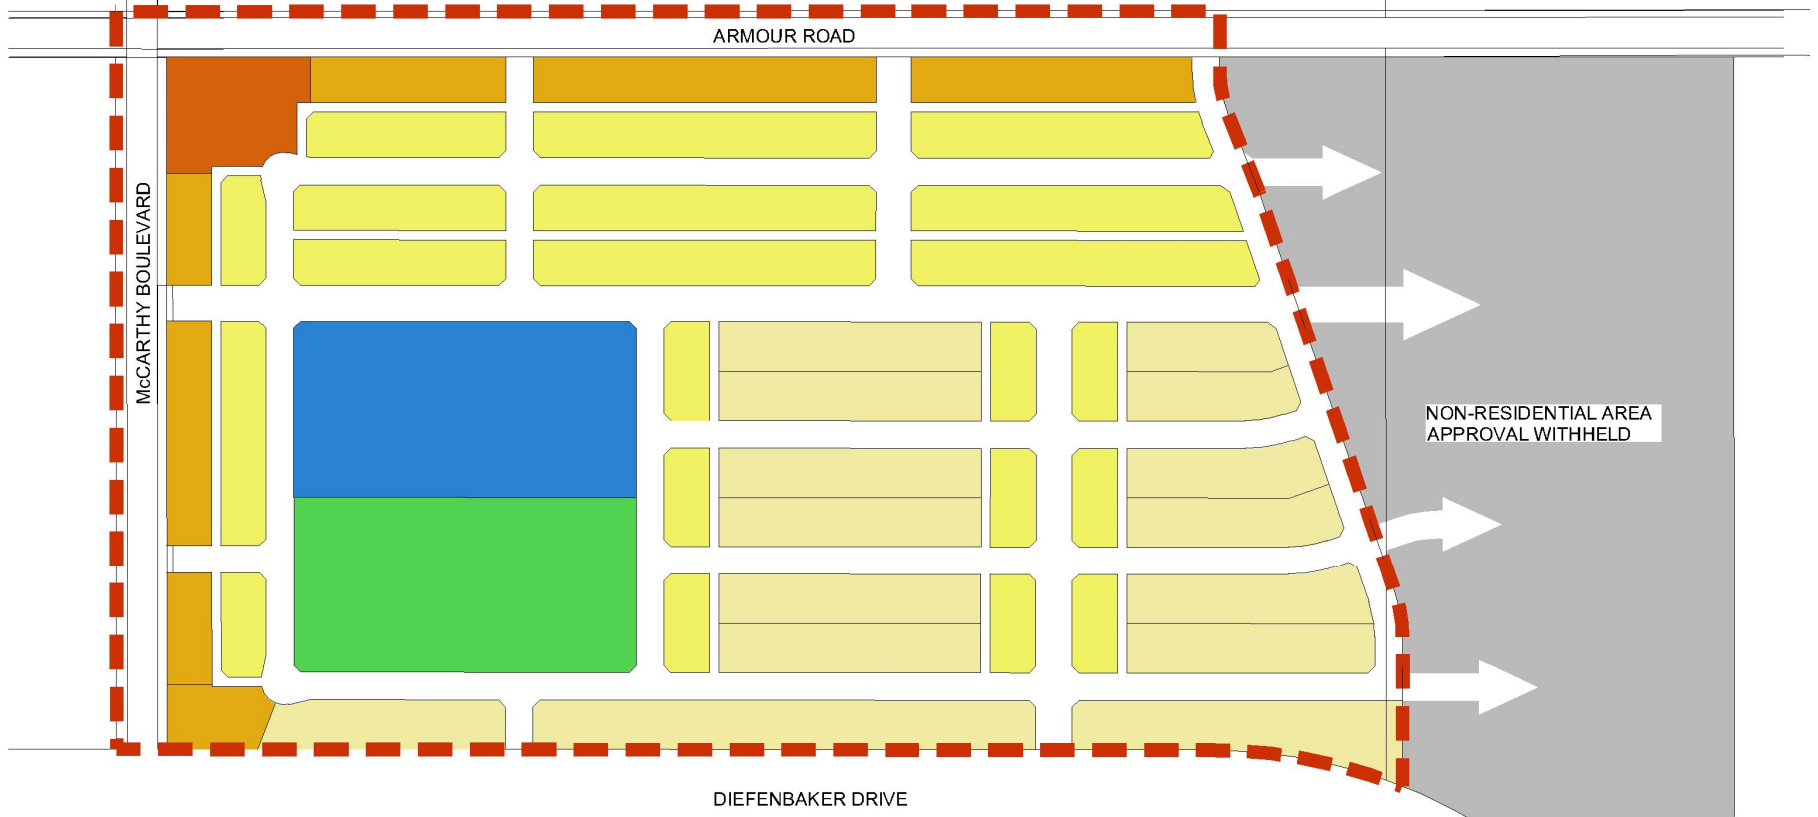 ARMOUR ROAD
McCARTHY BOULEVARD
NON-RESIDENTIAL AREA
APPROVAL WITHHELD
DIEFENBAKER DRIVE